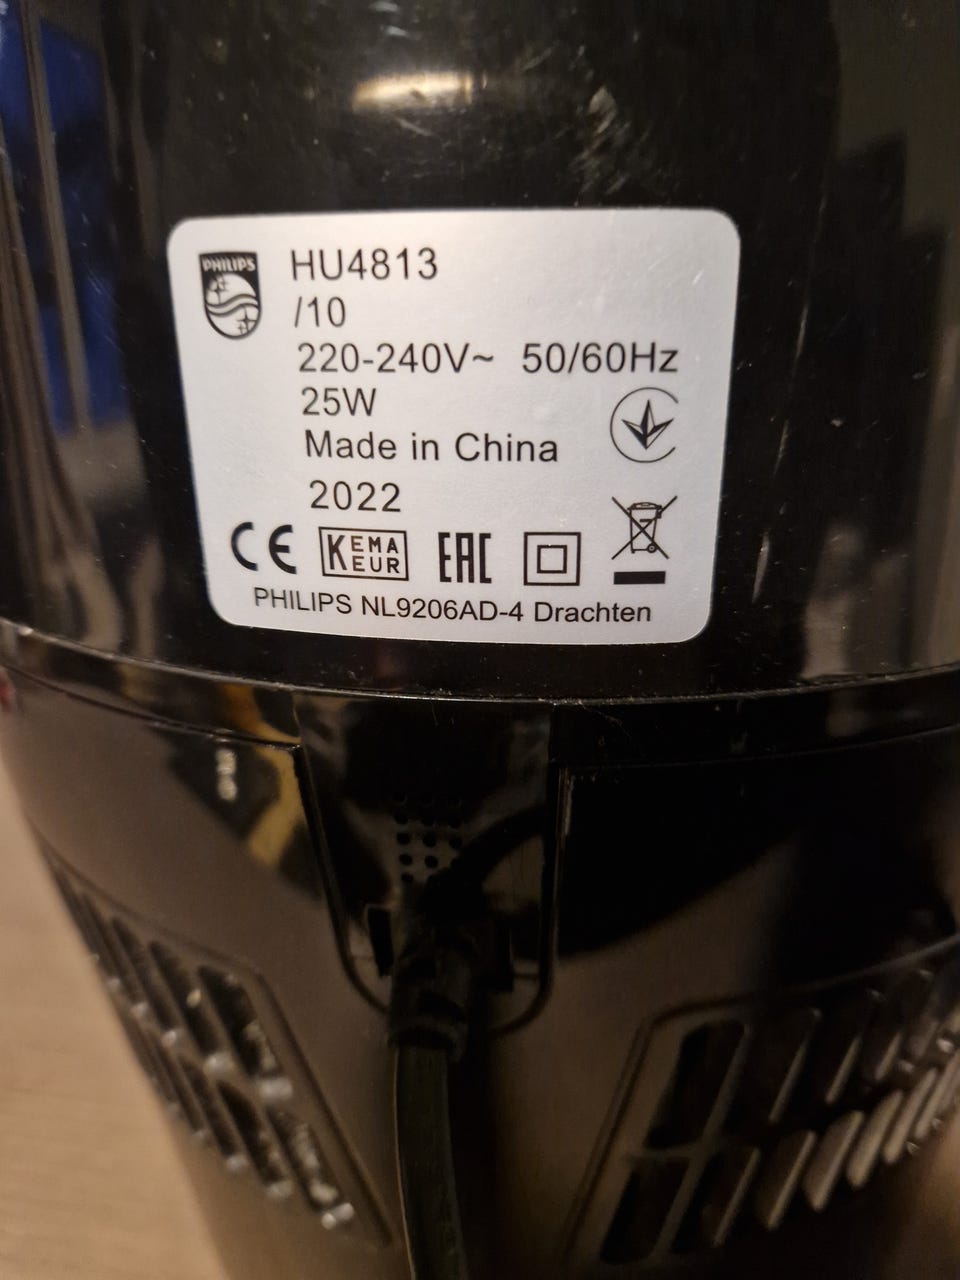 PHILIPS
HU4813
/10
220-240V~ 50/60Hz
25W
Made in China
2022
CE KEMA KEUR EAC
PHILIPS NL9206AD-4 Drachten